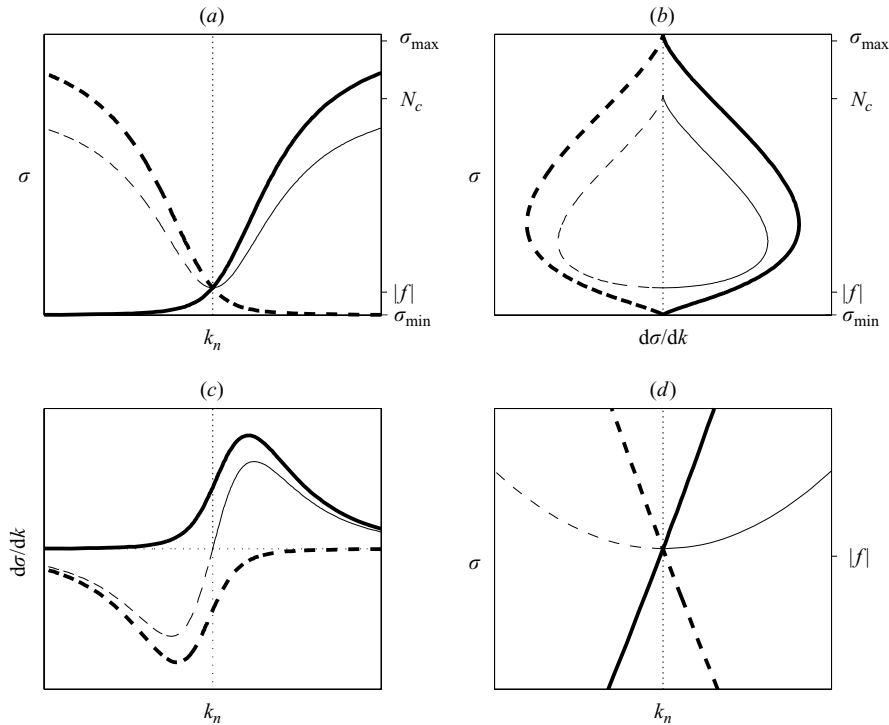 (a)
σ
σmax
Nc
|f|
σmin
kn
(b)
σ
σmax
Nc
|f|
σmin
dσ/dk
(c)
dσ/dk
kn
(d)
σ
|f|
kn